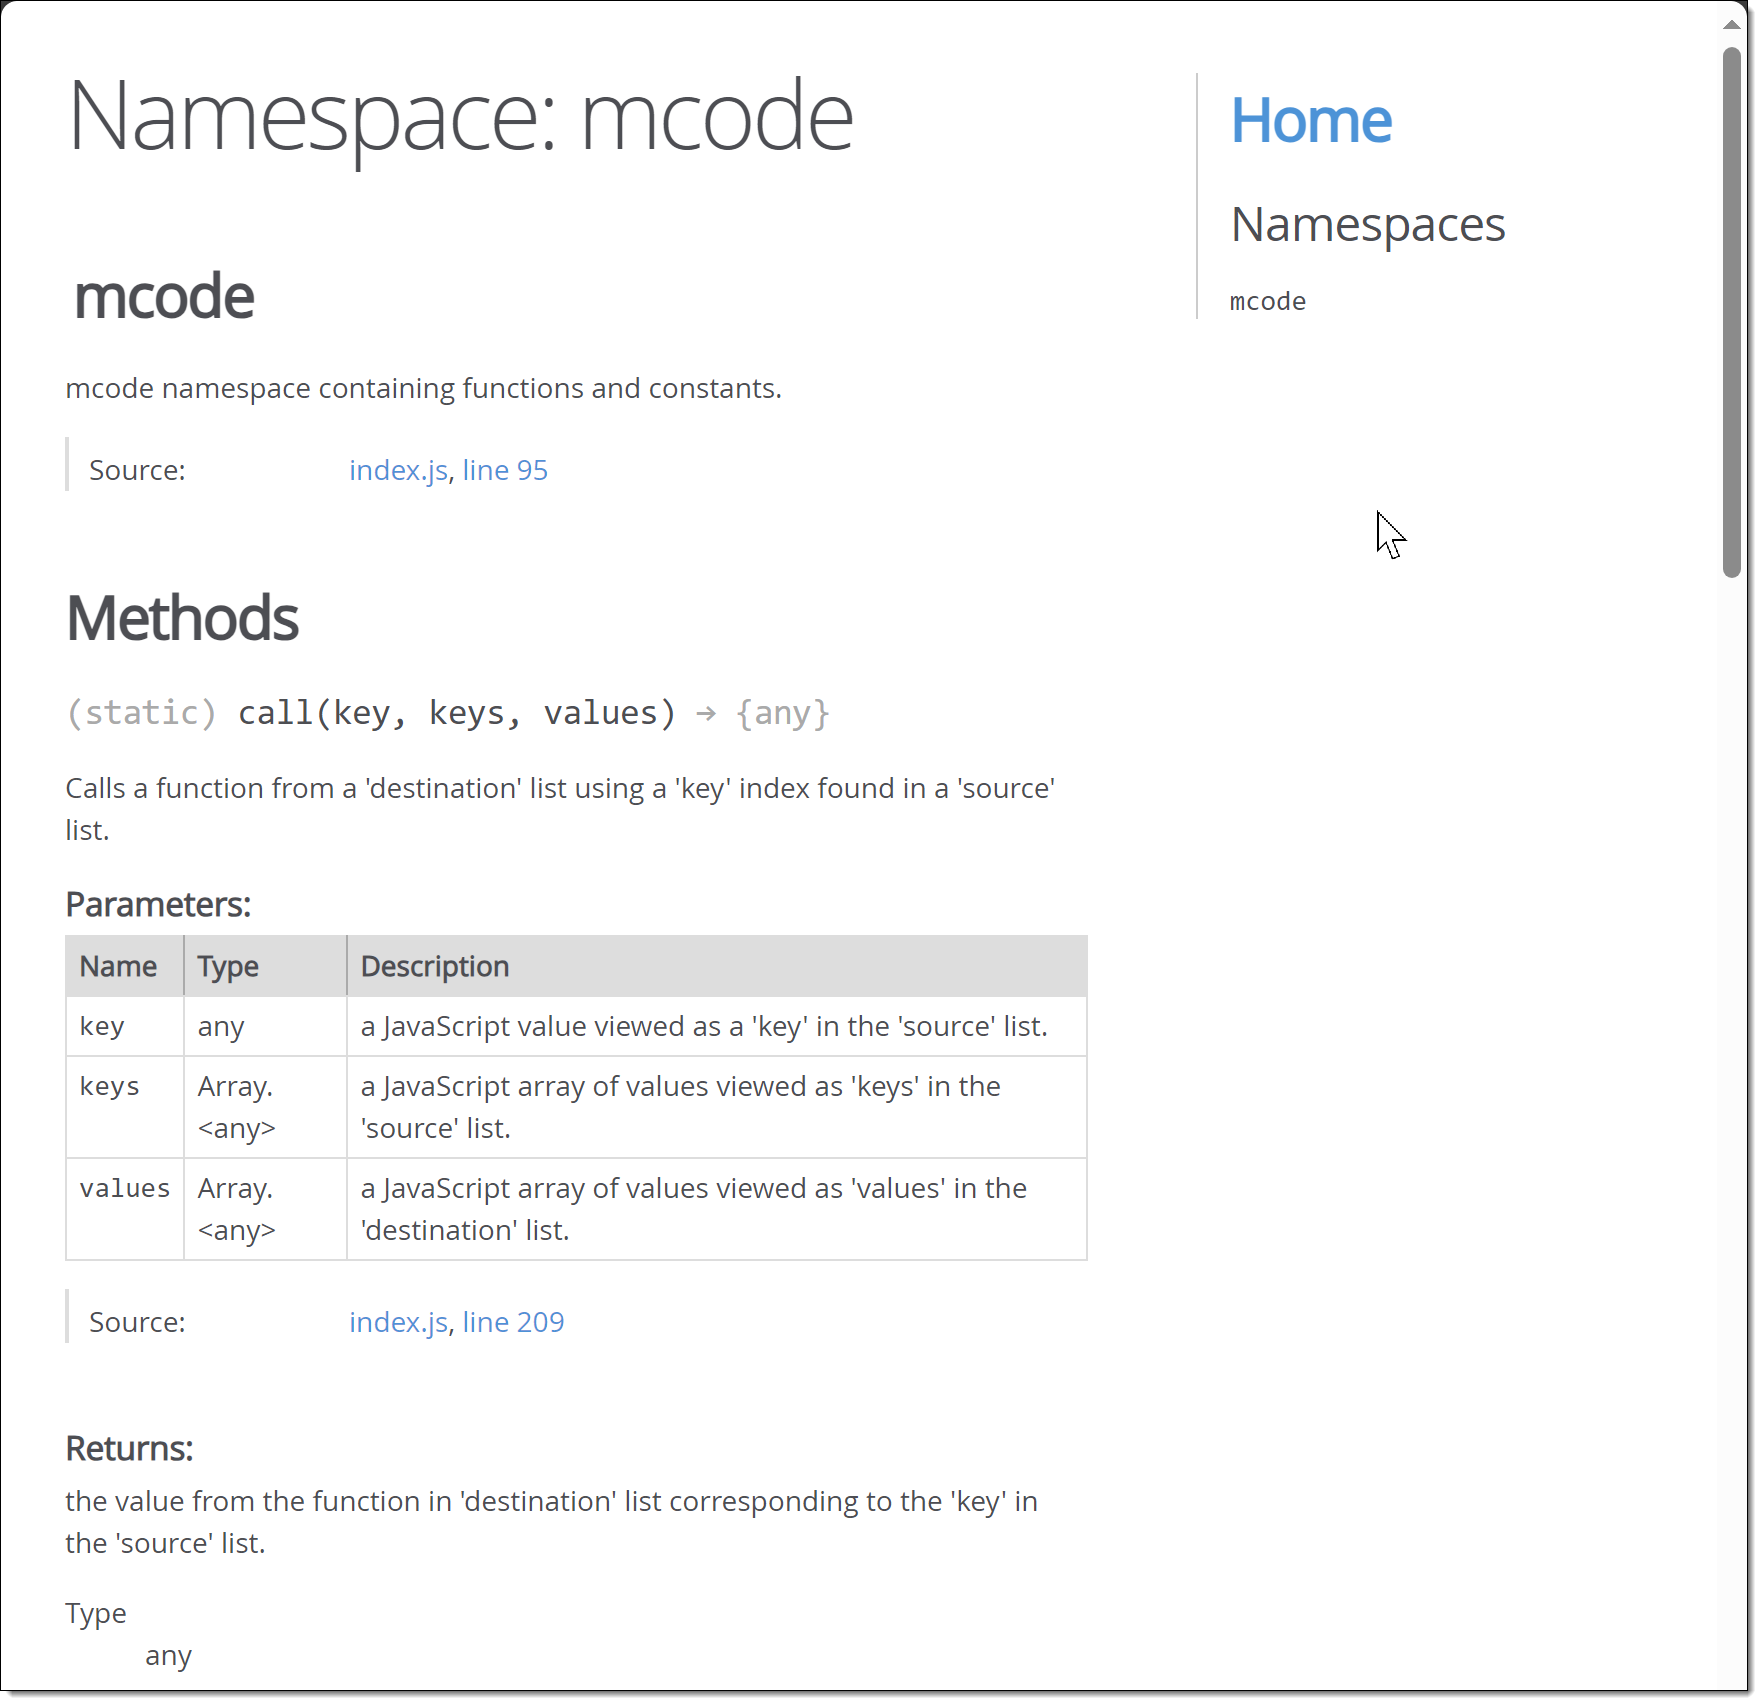 Namespace: mcode
mcode
mcode namespace containing functions and constants.
Source: index.js, line 95
Methods
(static) call(key, keys, values) → {any}
Calls a function from a 'destination' list using a 'key' index found in a 'source'
list.
Parameters:
Name Type Description
key any a JavaScript value viewed as a 'key' in the 'source' list.
keys Array. a JavaScript array of values viewed as 'keys' in the
<any> 'source' list.
values Array. a JavaScript array of values viewed as 'values' in the
<any> 'destination' list.
Source: index.js, line 209
Returns:
the value from the function in 'destination' list corresponding to the 'key' in
the 'source' list.
Type
any
Home
Namespaces
mcode